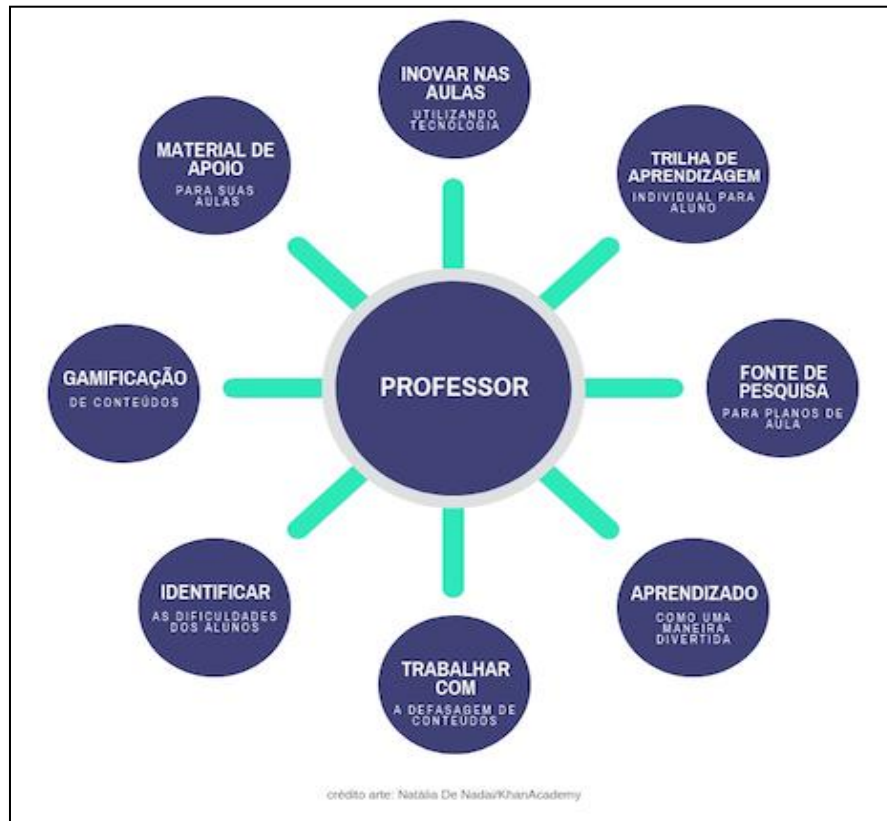 INOVAR NAS
AULAS
UTILIZANDO
TECNOLOGIA
MATERIAL DE
APOIO
PARA SUAS
AULAS
TRILHA DE
APRENDIZAGEM
INDIVIDUAL PARA
ALUNO
GAMIFICAÇÃO
DE CONTEÚDOS
PROFESSOR
FONTE DE
PESQUISA
PARA PLANOS DE
AULA
IDENTIFICAR
AS DIFICULDADES
DOS ALUNOS
APRENDIZADO
COMO UMA
MANEIRA
DIVERTIDA
TRABALHAR
COM
A DEFASAGEM DE
CONTEÚDOS
crédito arte: Natália De Nadai/KhanAcademy